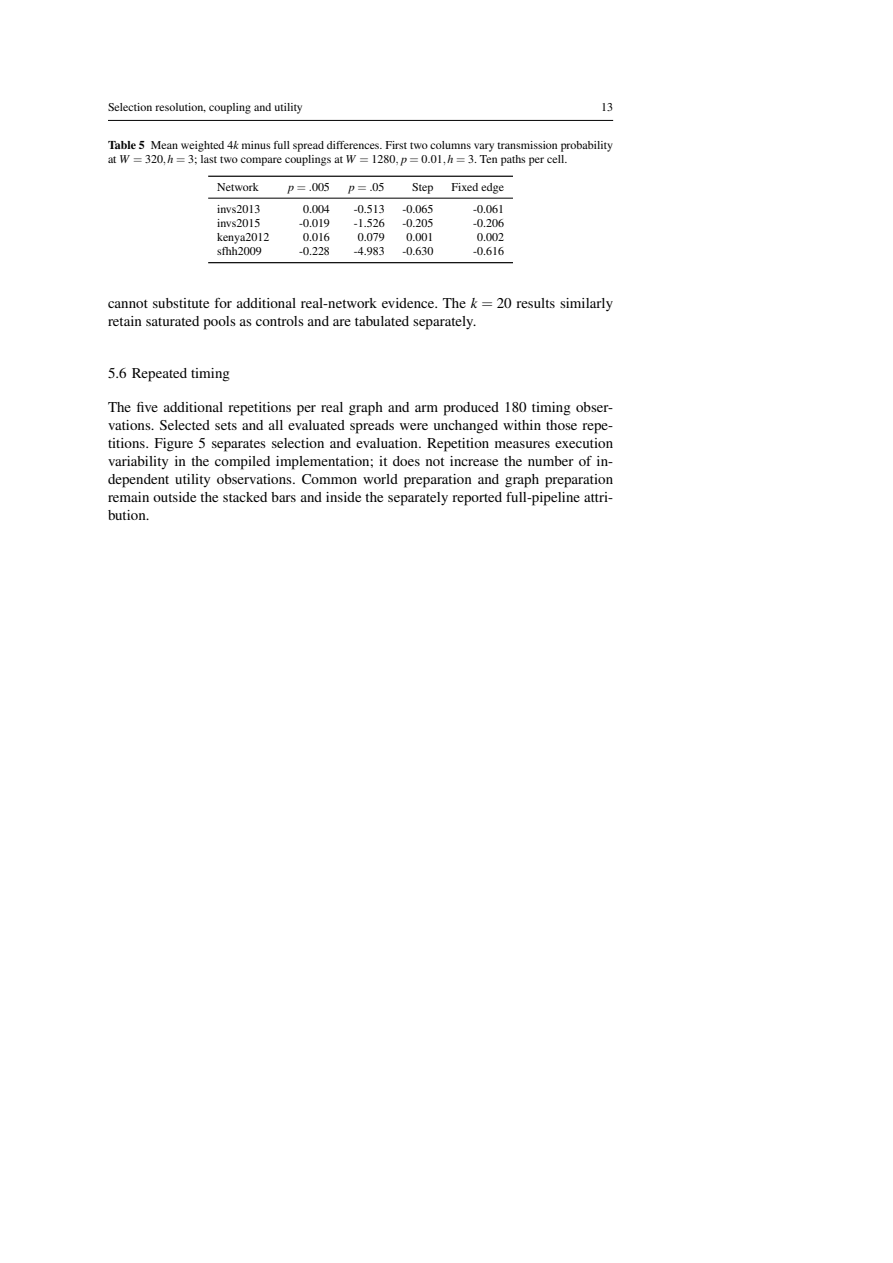 Selection resolution, coupling and utility 13
Table 5 Mean weighted 4k minus full spread differences. First two columns vary transmission probability
at W = 320, h = 3; last two compare couplings at W = 1280, p = 0.01, h = 3. Ten paths per cell.
Network p = .005 p = .05 Step Fixed edge
invs2013 0.004 -0.513 -0.065 -0.061
invs2015 -0.019 -1.526 -0.205 -0.206
kenya2012 0.016 0.079 0.001 0.002
sfhh2009 -0.228 -4.983 -0.630 -0.616
cannot substitute for additional real-network evidence. The k = 20 results similarly
retain saturated pools as controls and are tabulated separately.
5.6 Repeated timing
The five additional repetitions per real graph and arm produced 180 timing obser-
vations. Selected sets and all evaluated spreads were unchanged within those repe-
titions. Figure 5 separates selection and evaluation. Repetition measures execution
variability in the compiled implementation; it does not increase the number of in-
dependent utility observations. Common world preparation and graph preparation
remain outside the stacked bars and inside the separately reported full-pipeline attri-
bution.